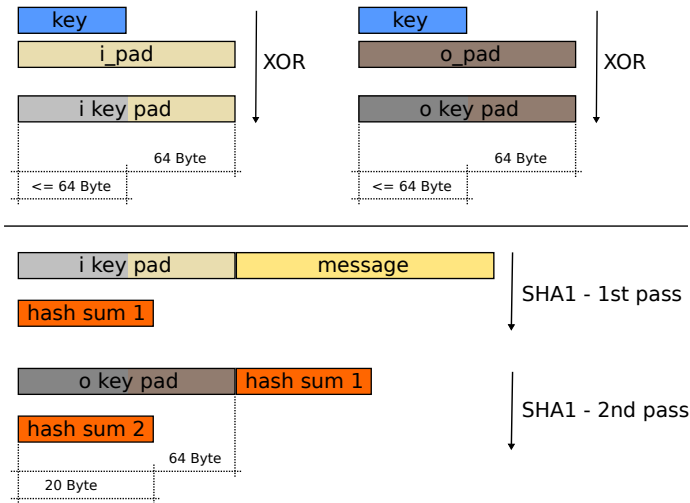 key
i_pad
XOR
i key pad
64 Byte
<= 64 Byte
key
o_pad
XOR
o key pad
64 Byte
<= 64 Byte
i key pad message
SHA1 - 1st pass
hash sum 1
o key pad hash sum 1
SHA1 - 2nd pass
hash sum 2
64 Byte
20 Byte